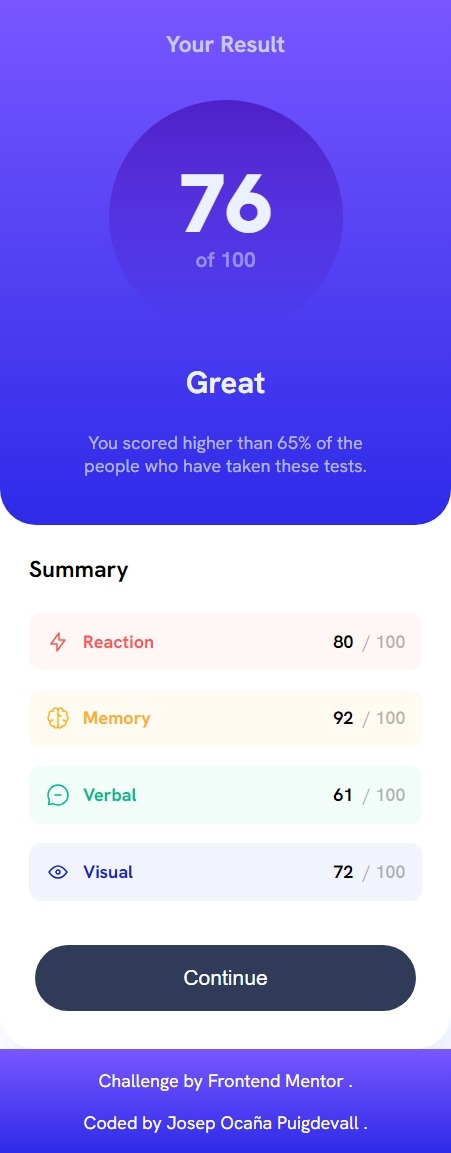 Your Result
76
of 100
Great
You scored higher than 65% of the
people who have taken these tests.
Summary
Reaction 80 / 100
Memory 92 / 100
Verbal 61 / 100
Visual 72 / 100
Continue
Challenge by Frontend Mentor .
Coded by Josep Ocaña Puigdevall .